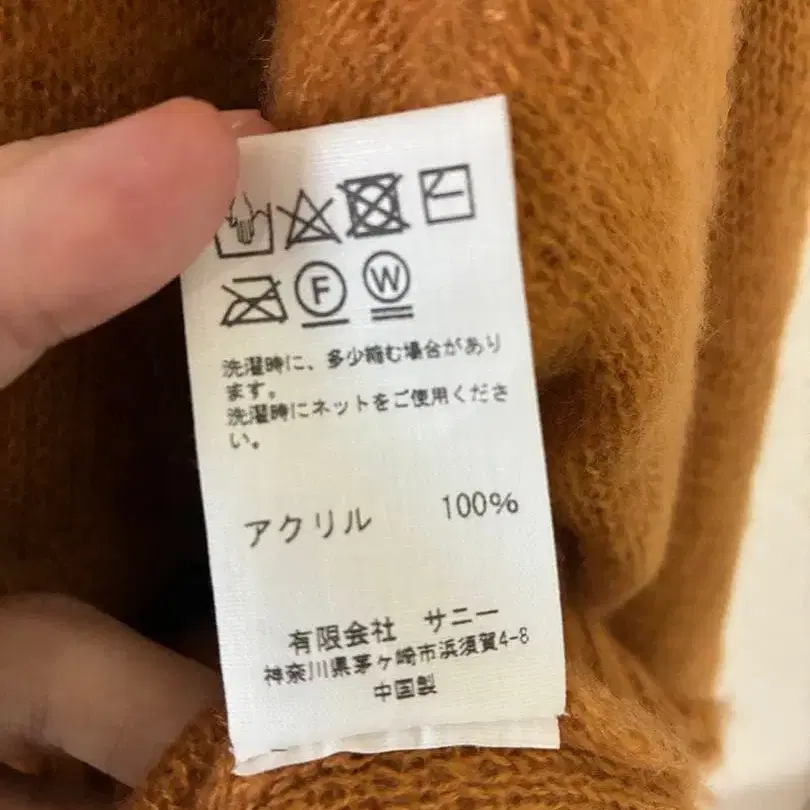 F W
洗濯時に、多少縮む場合があり
ます。
洗濯時にネットをご使用くださ
い。
アクリル 100%
有限会社 サニー
神奈川県茅ヶ崎市浜須賀4-8
中国製